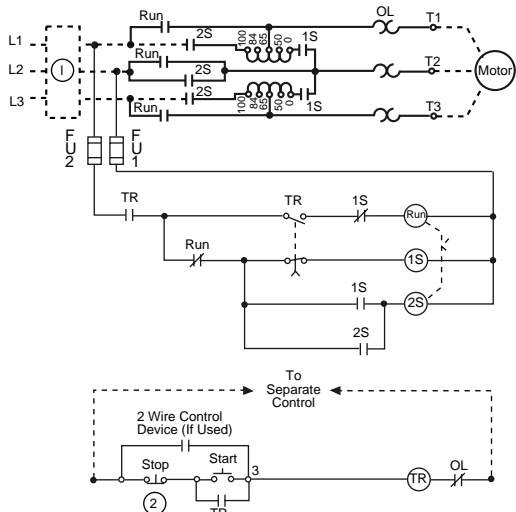 Run
OL
T1
L1
2S
100 84 65 50 0
1S
Run
L2
I
2S
T2
Motor
L3
2S
100 84 65 50 0
1S
Run
T3
FU2
FU1
TR
TR
1S
Run
Run
1S
1S
2S
2S
To
Separate
Control
2 Wire Control
Device (If Used)
Stop
Start
3
TR
OL
2
TR